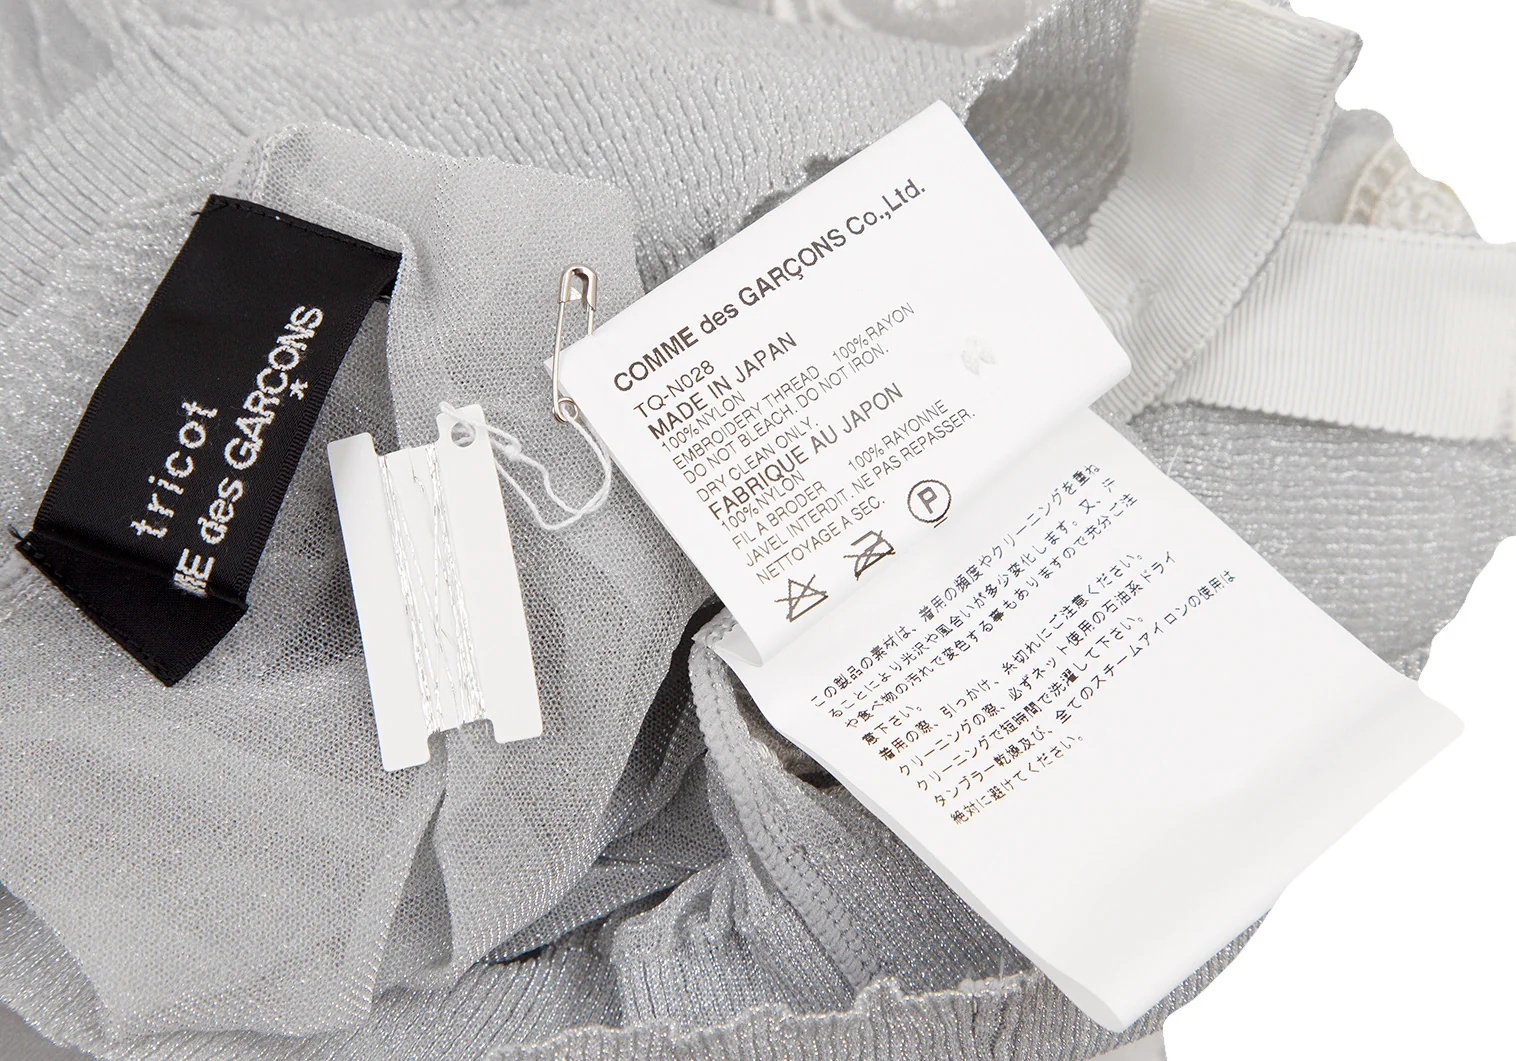 tricot
ME des GARÇONS
*
COMME des GARÇONS Co.,Ltd.
TQ-N028
MADE IN JAPAN
100%NYLON
EMBROIDERY THREAD 100%RAYON
DO NOT BLEACH. DO NOT IRON.
DRY CLEAN ONLY.
FABRIQUE AU JAPON
100%NYLON
FIL A BRODER 100%RAYONNE
JAVEL INTERDIT. NE PAS REPASSER.
NETTOYAGE A SEC.
P
この製品の素材は、着用の頻度やクリーニングを重ね
ることにより光沢や風合いが多少変化します。又、汗
や食べ物の汚れで変色する事もありますので充分ご注
意下さい。
着用の際、引っかけ、糸切れにご注意ください。
クリーニングの際、必ずネット使用の石油系ドライ
クリーニングで短時間で洗濯して下さい。
タンブラー乾燥及び、全てのスチームアイロンの使用は
絶対に避けてください。